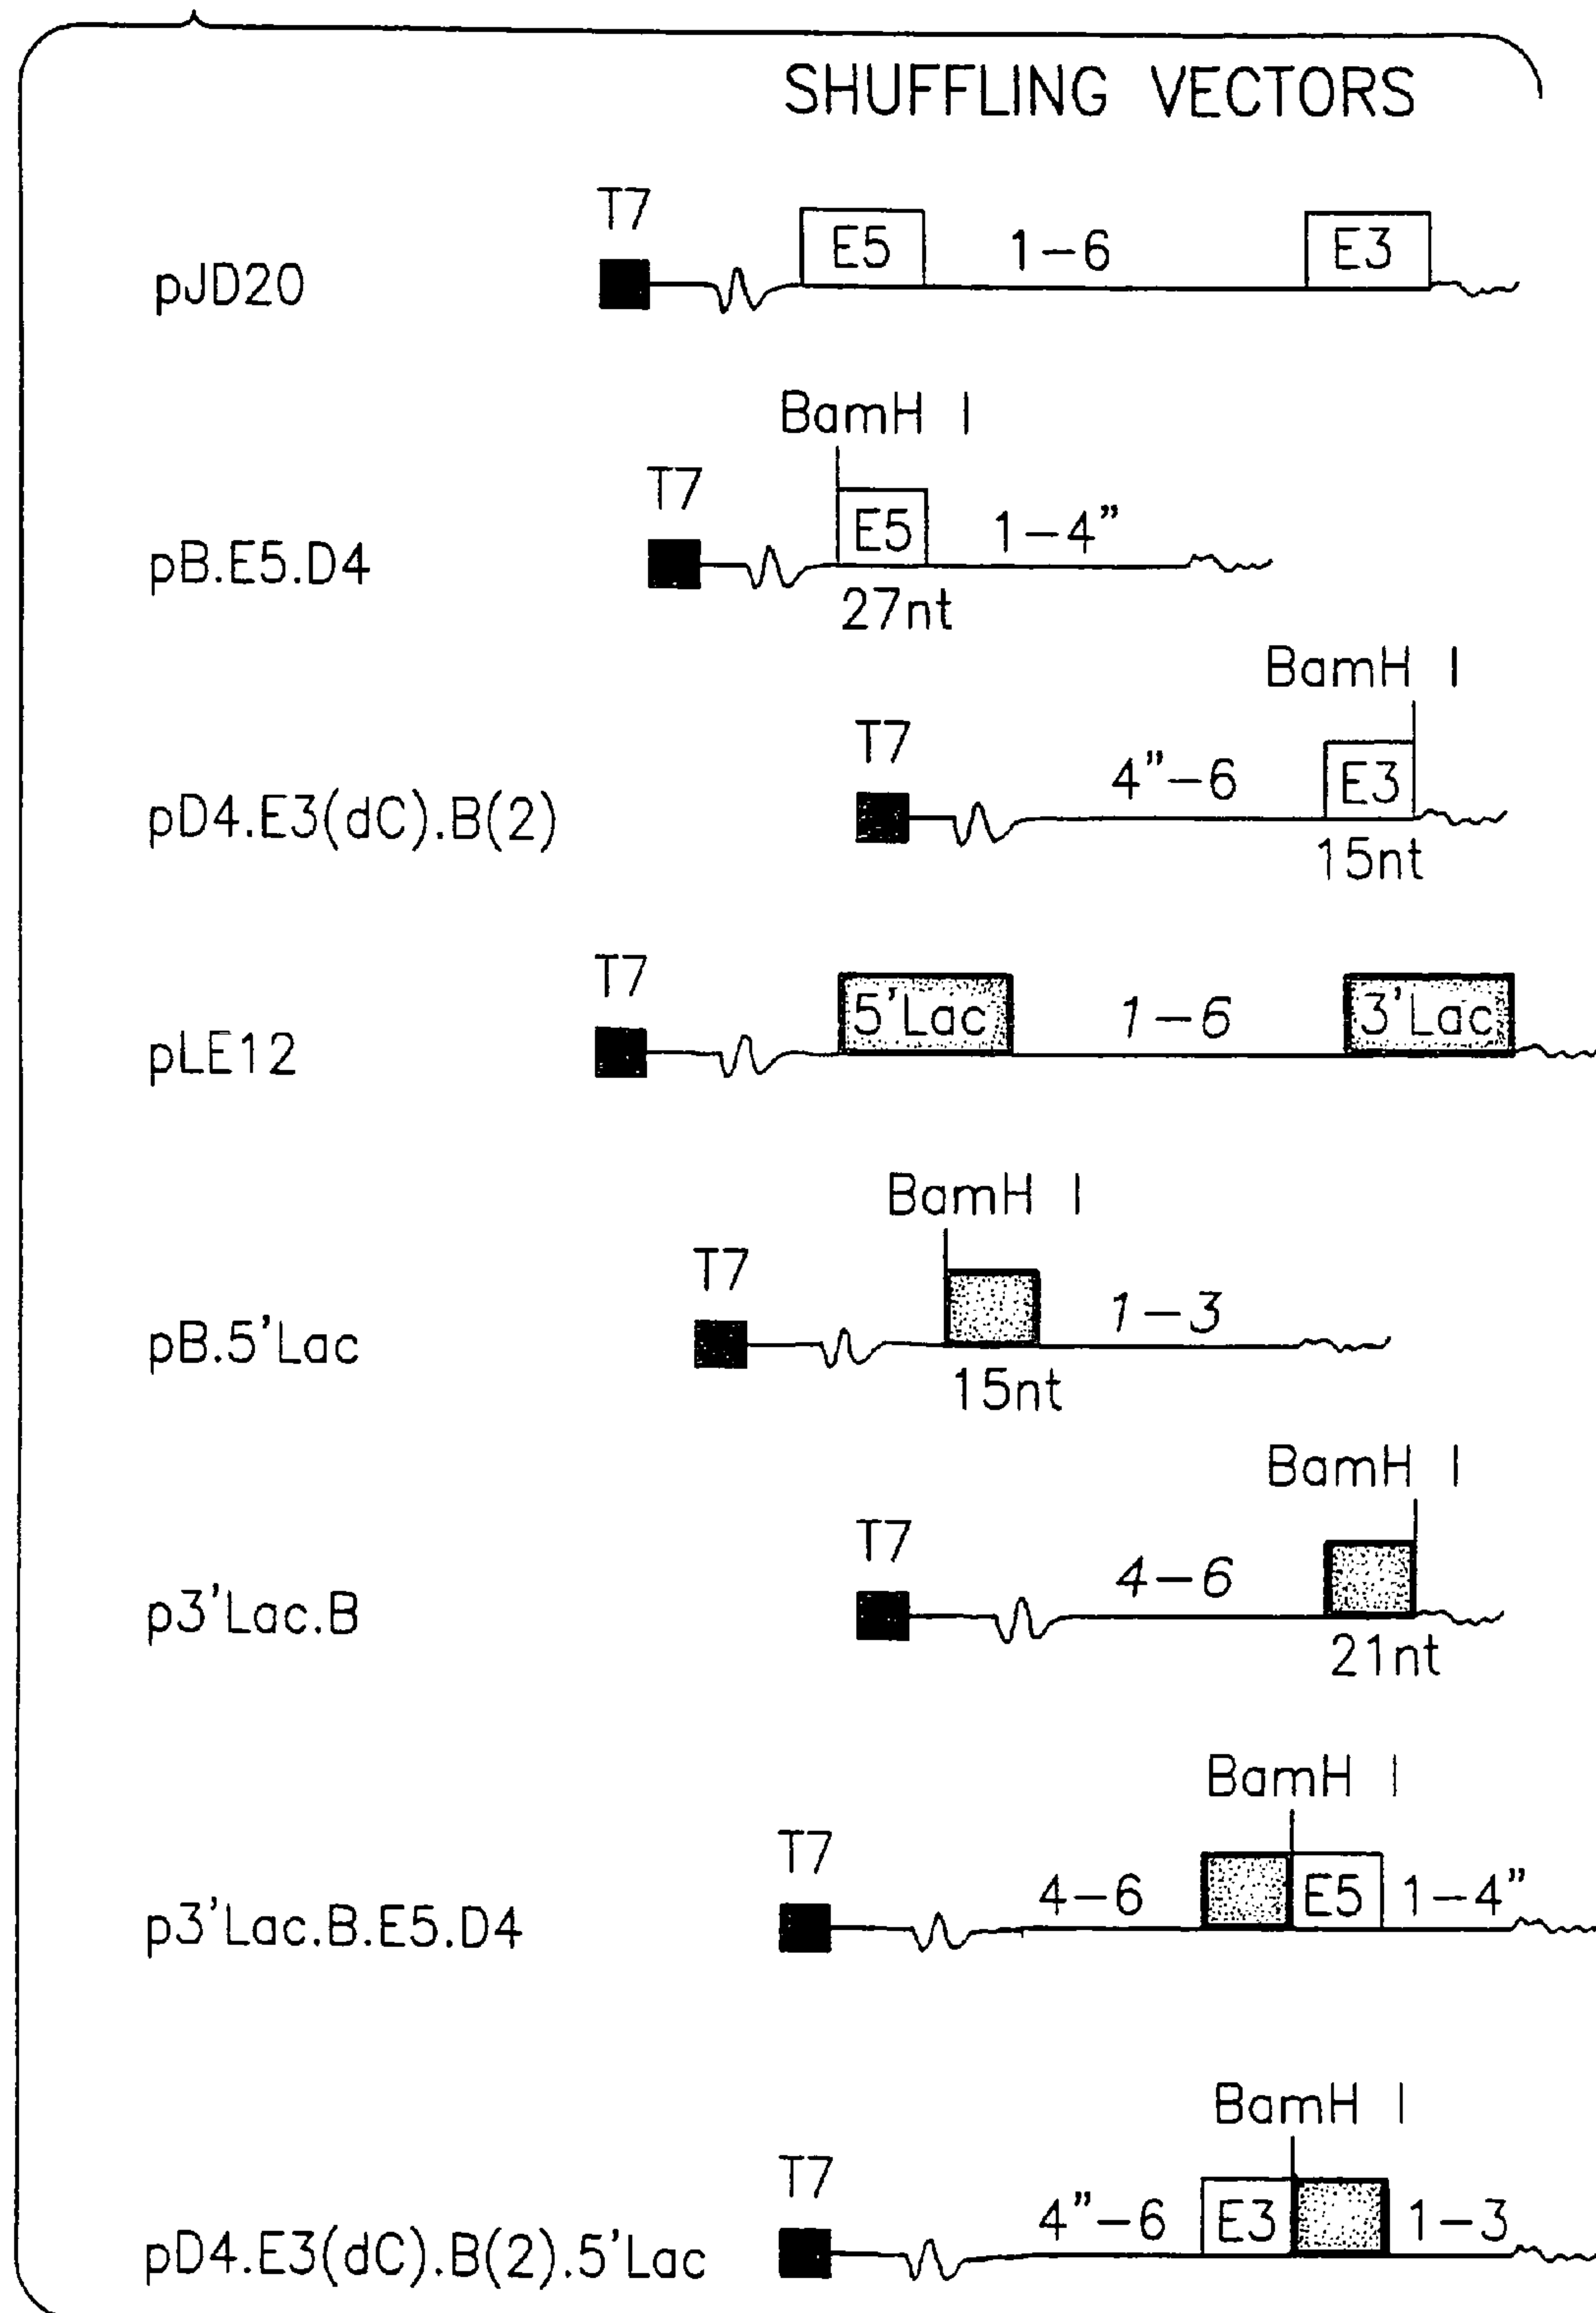 SHUFFLING VECTORS
T7
E5
1-6
E3
pJD20
BamH I
T7
E5
1-4"
pB.E5.D4
27nt
BamH I
T7
4"-6
E3
pD4.E3(dC).B(2)
15nt
T7
5'Lac
1-6
3'Lac
pLE12
BamH I
T7
1-3
pB.5'Lac
15nt
BamH I
T7
4-6
p3'Lac.B
21nt
BamH I
T7
4-6
E5
1-4"
p3'Lac.B.E5.D4
BamH I
T7
4"-6
E3
1-3
pD4.E3(dC).B(2).5'Lac